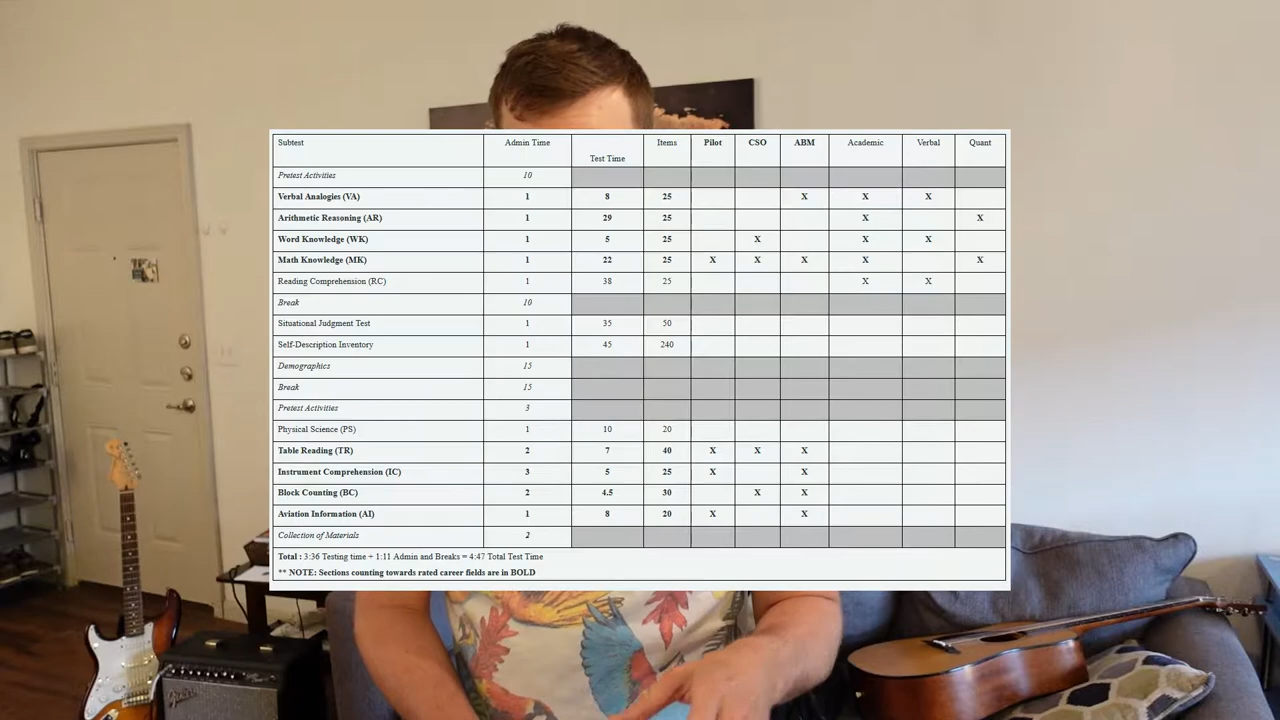 Subtest Admin Time Test Time Items Pilot CSO ABM Academic Verbal Quant
Pretest Activities 10
Verbal Analogies (VA) 1 8 25 X X X
Arithmetic Reasoning (AR) 1 29 25 X X
Word Knowledge (WK) 1 5 25 X X X
Math Knowledge (MK) 1 22 25 X X X X X
Reading Comprehension (RC) 1 38 25 X X
Break 10
Situational Judgment Test 1 35 50
Self-Description Inventory 1 45 240
Demographics 15
Break 15
Pretest Activities 3
Physical Science (PS) 1 10 20
Table Reading (TR) 2 7 40 X X X
Instrument Comprehension (IC) 3 5 25 X X
Block Counting (BC) 2 4.5 30 X X
Aviation Information (AI) 1 8 20 X X
Collection of Materials 2
Total : 3:36 Testing time + 1:11 Admin and Breaks = 4:47 Total Test Time
** NOTE: Sections counting towards rated career fields are in BOLD